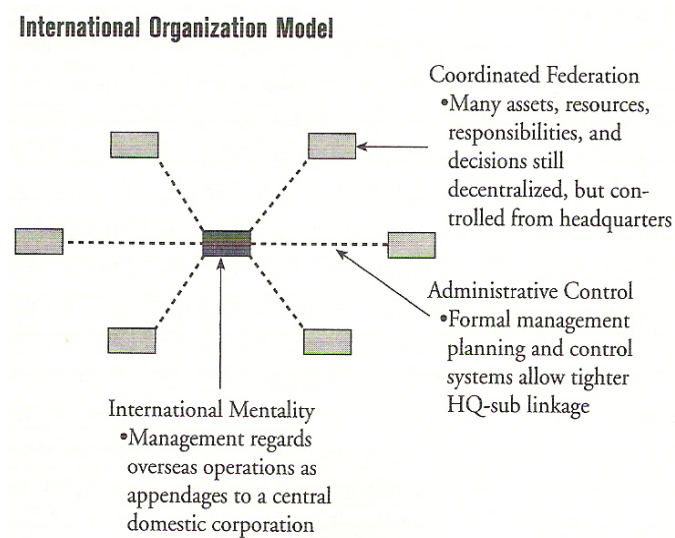 International Organization Model
Coordinated Federation
•Many assets, resources,
responsibilities, and
decisions still
decentralized, but con-
trolled from headquarters
Administrative Control
•Formal management
planning and control
systems allow tighter
HQ-sub linkage
International Mentality
•Management regards
overseas operations as
appendages to a central
domestic corporation